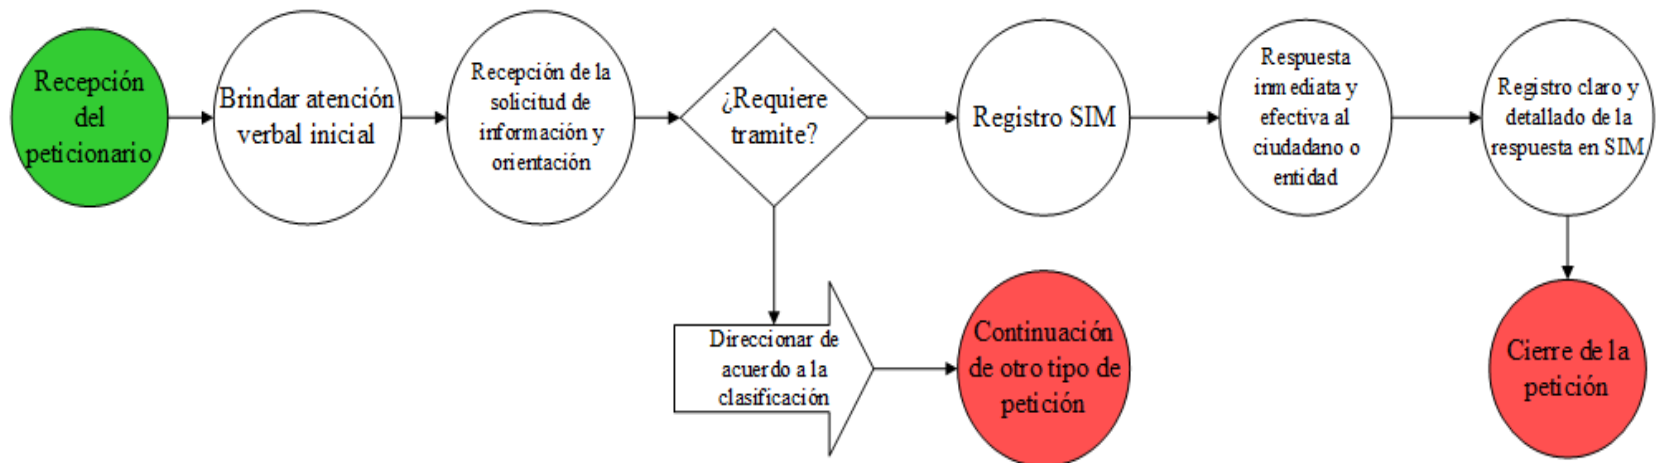 Recepción
del
peticionario
Brindar atención
verbal inicial
Recepción de la
solicitud de
información y
orientación
¿Requiere
tramite?
Registro SIM
Respuesta
inmediata y
efectiva al
ciudadano o
entidad
Registro claro y
detallado de la
respuesta en SIM
Direccionar de
acuerdo a la
clasificación
Continuación
de otro tipo de
petición
Cierre de la
petición